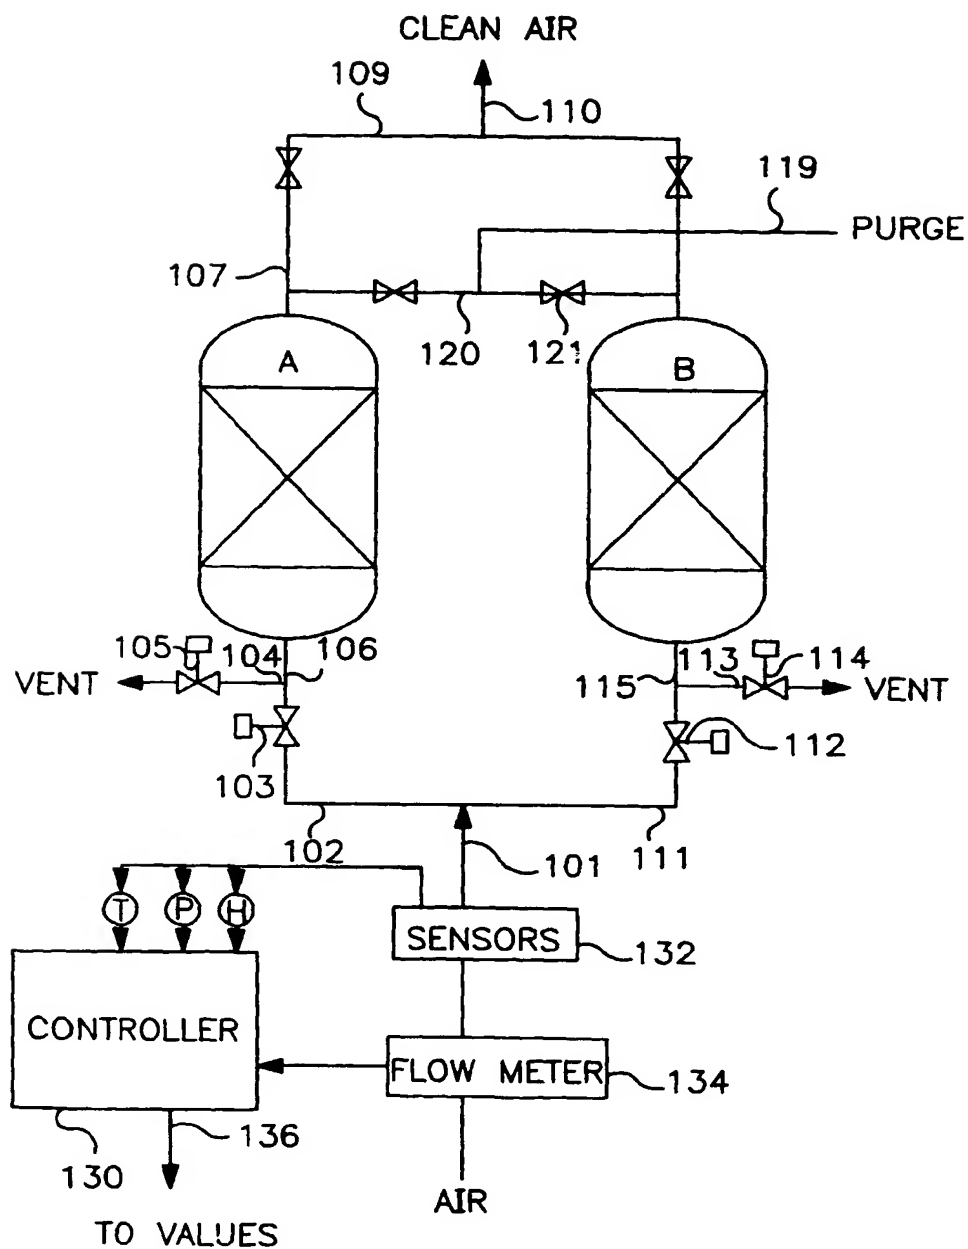 CLEAN AIR
109
110
119
PURGE
107
120
121
A
B
105
104
106
VENT
115
113
114
VENT
103
112
102
101
111
T
P
H
SENSORS
132
CONTROLLER
FLOW METER
134
136
130
AIR
TO VALUES